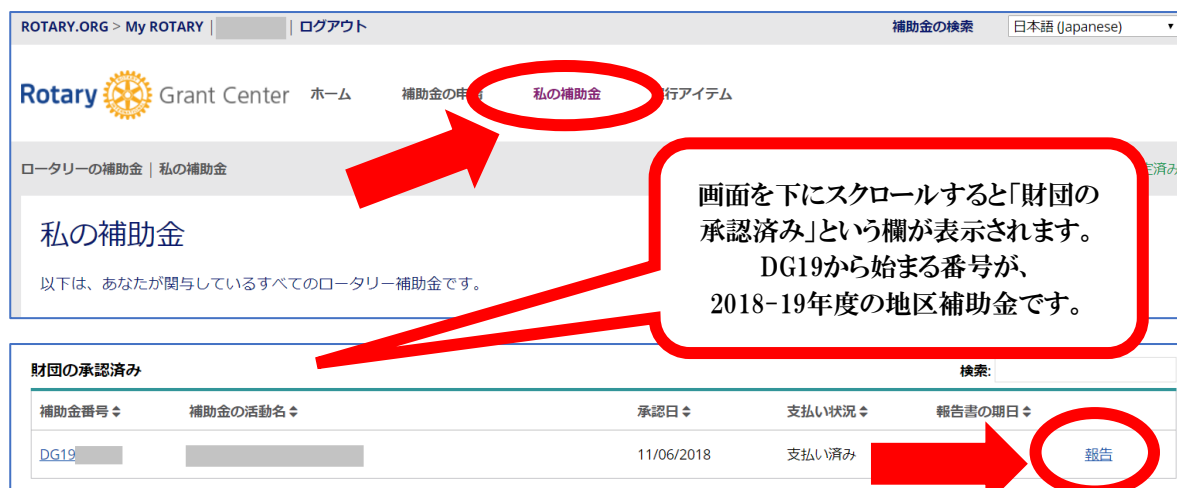 ROTARY.ORG > My ROTARY | | ログアウト 補助金の検索 日本語 (Japanese)
Rotary Grant Center ホーム 補助金の申 私の補助金 行アイテム
ロータリーの補助金 | 私の補助金 済み
私の補助金
以下は、あなたが関与しているすべてのロータリー補助金です。
画面を下にスクロールすると「財団の
承認済み」という欄が表示されます。
DG19から始まる番号が、
2018-19年度の地区補助金です。
財団の承認済み 検索:
補助金番号 補助金の活動名 承認日 支払い状況 報告書の期日
DG19 11/06/2018 支払い済み 報告